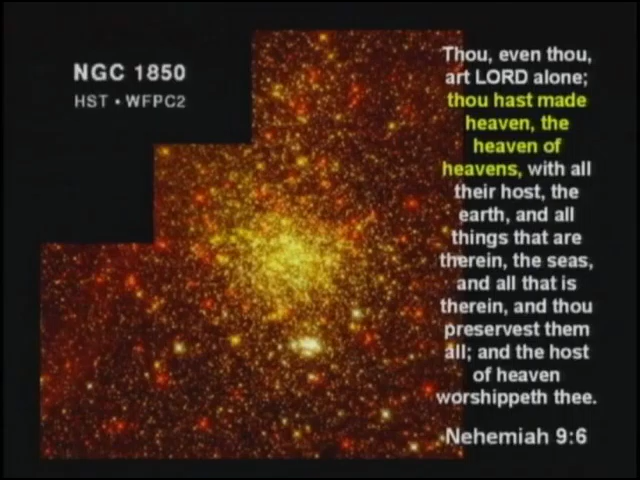 NGC 1850
HST • WFPC2
Thou, even thou,
art LORD alone;
thou hast made
heaven, the
heaven of
heavens, with all
their host, the
earth, and all
things that are
therein, the seas,
and all that is
therein, and thou
preservest them
all; and the host
of heaven
worshippeth thee.
Nehemiah 9:6